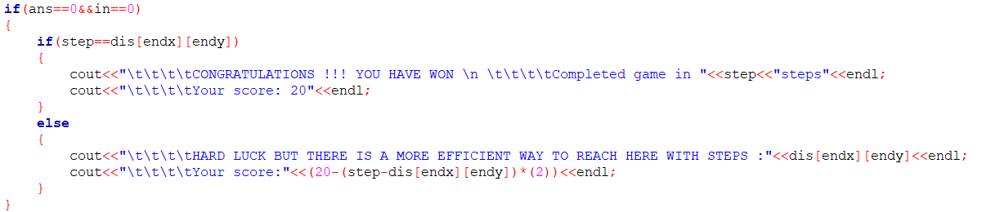 if(ans==0&&in==0)
{
    if(step==dis[endx][endy])
    {
        cout<<"\t\t\t\tCONGRATULATIONS !!! YOU HAVE WON \n \t\t\t\tCompleted game in "<<step<<"steps"<<endl;
        cout<<"\t\t\t\tYour score: 20"<<endl;
    }
    else
    {
        cout<<"\t\t\t\tHARD LUCK BUT THERE IS A MORE EFFICIENT WAY TO REACH HERE WITH STEPS :"<<dis[endx][endy]<<endl;
        cout<<"\t\t\t\tYour score:"<<(20-(step-dis[endx][endy])*(2))<<endl;
    }
}